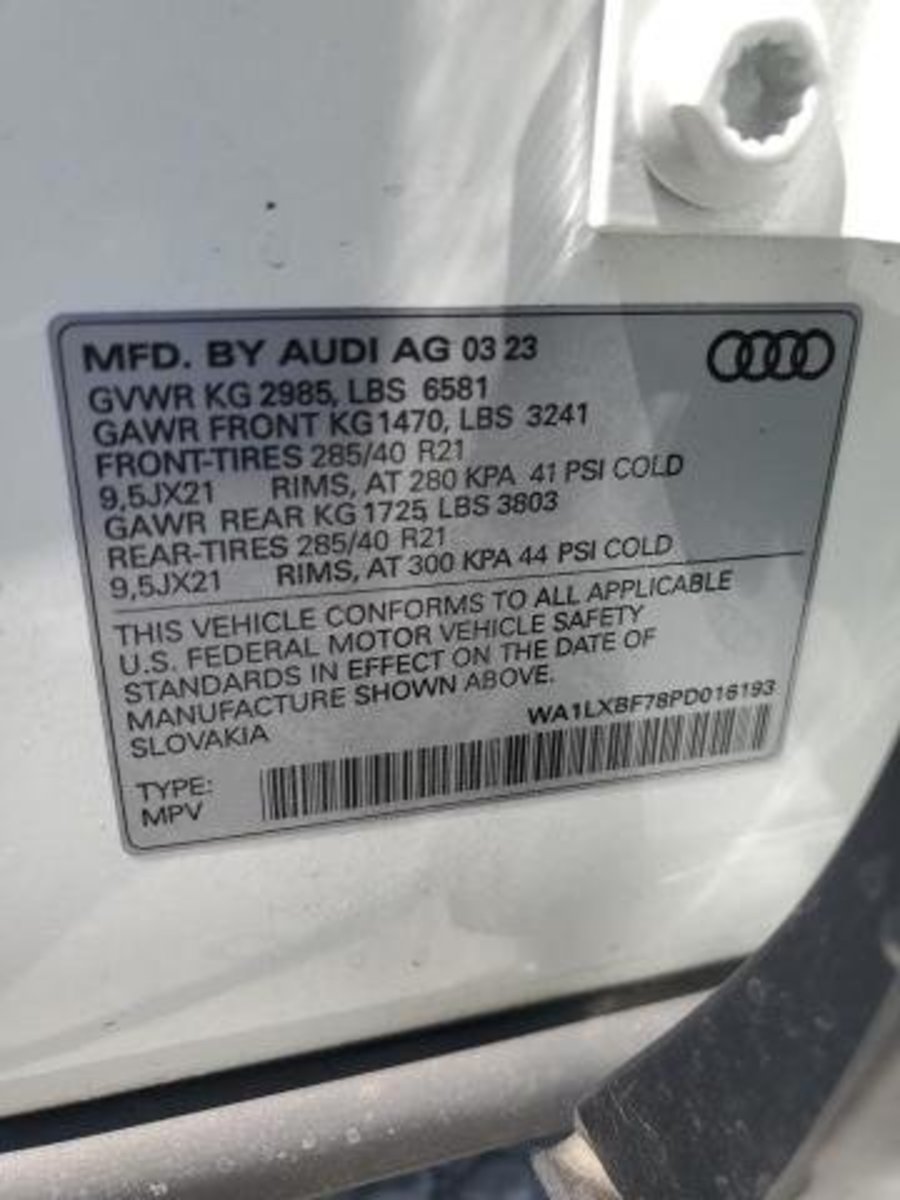 MFD. BY AUDI AG 03 23
GVWR KG 2985, LBS 6581
GAWR FRONT KG 1470, LBS 3241
FRONT-TIRES 285/40 R21
9,5JX21 RIMS, AT 280 KPA 41 PSI COLD
GAWR REAR KG 1725, LBS 3803
REAR-TIRES 285/40 R21
9,5JX21 RIMS, AT 300 KPA 44 PSI COLD
THIS VEHICLE CONFORMS TO ALL APPLICABLE
U.S. FEDERAL MOTOR VEHICLE SAFETY
STANDARDS IN EFFECT ON THE DATE OF
MANUFACTURE SHOWN ABOVE.
SLOVAKIA
WA1LXBF78PD016193
TYPE:
MPV